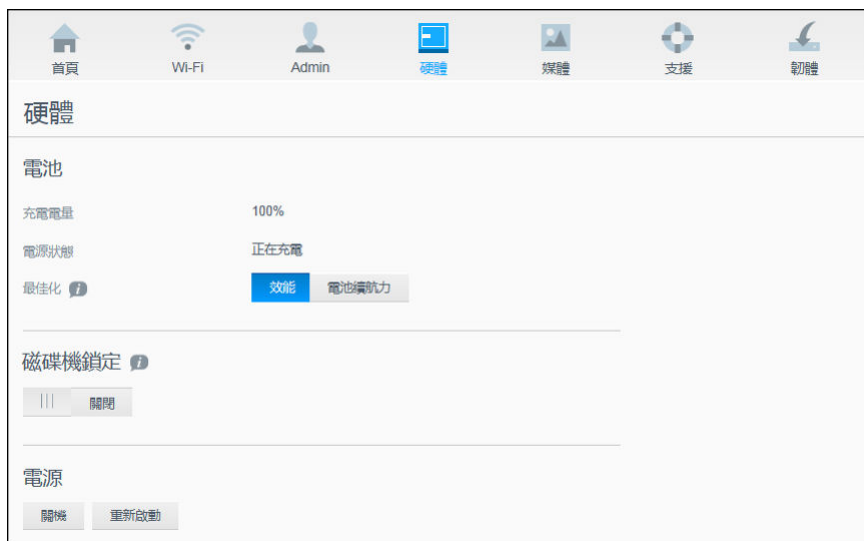 首頁 Wi-Fi Admin 硬體 媒體 支援 韌體
硬體
電池
充電電量 100%
電源狀態 正在充電
最佳化 效能 電池續航力
磁碟機鎖定
關閉
電源
關機 重新啟動